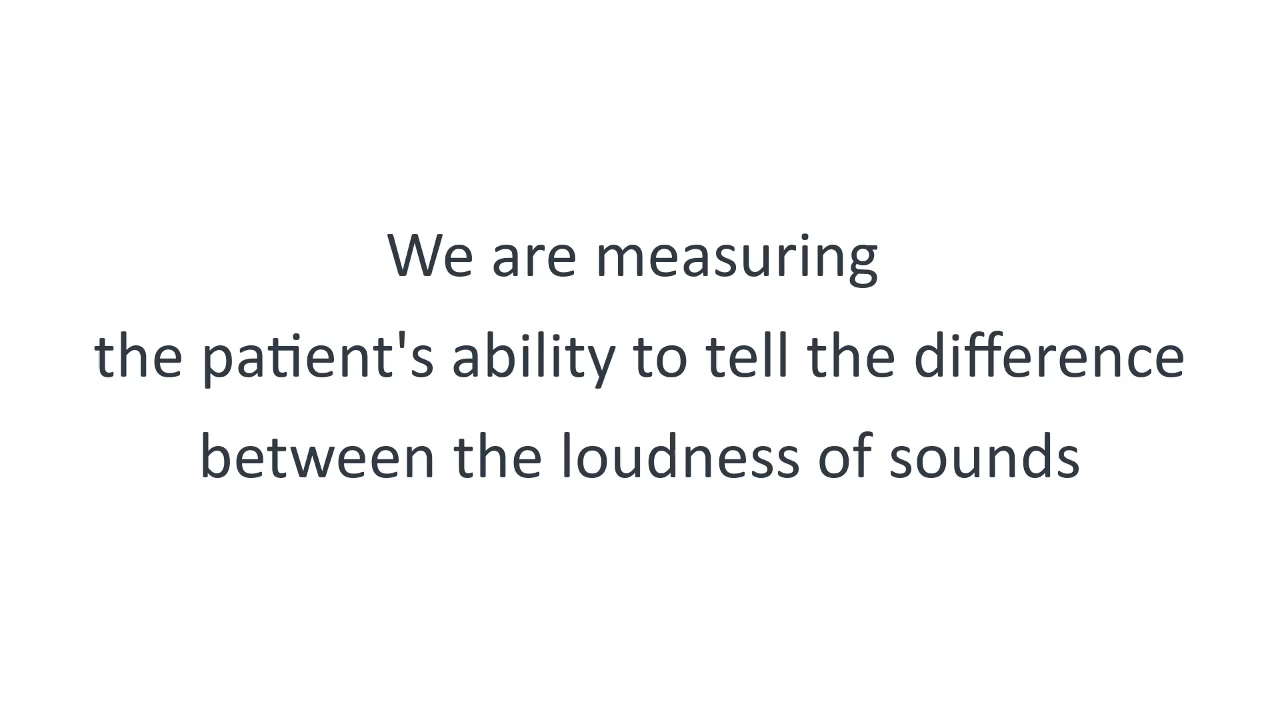 We are measuring
the patient's ability to tell the difference
between the loudness of sounds